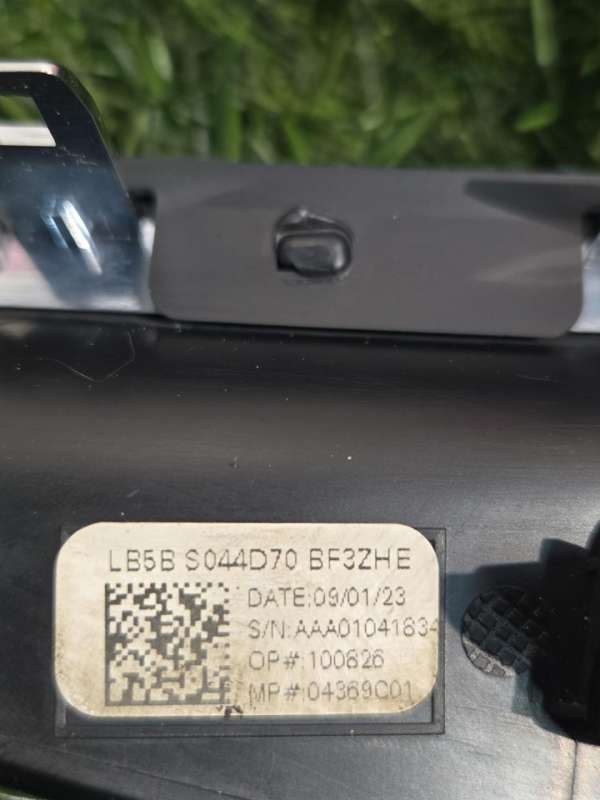 LB5B S044D70 BF3ZHE
DATE:09/01/23
S/N:AAA01041834
OP#:100826
MP#:04369C01